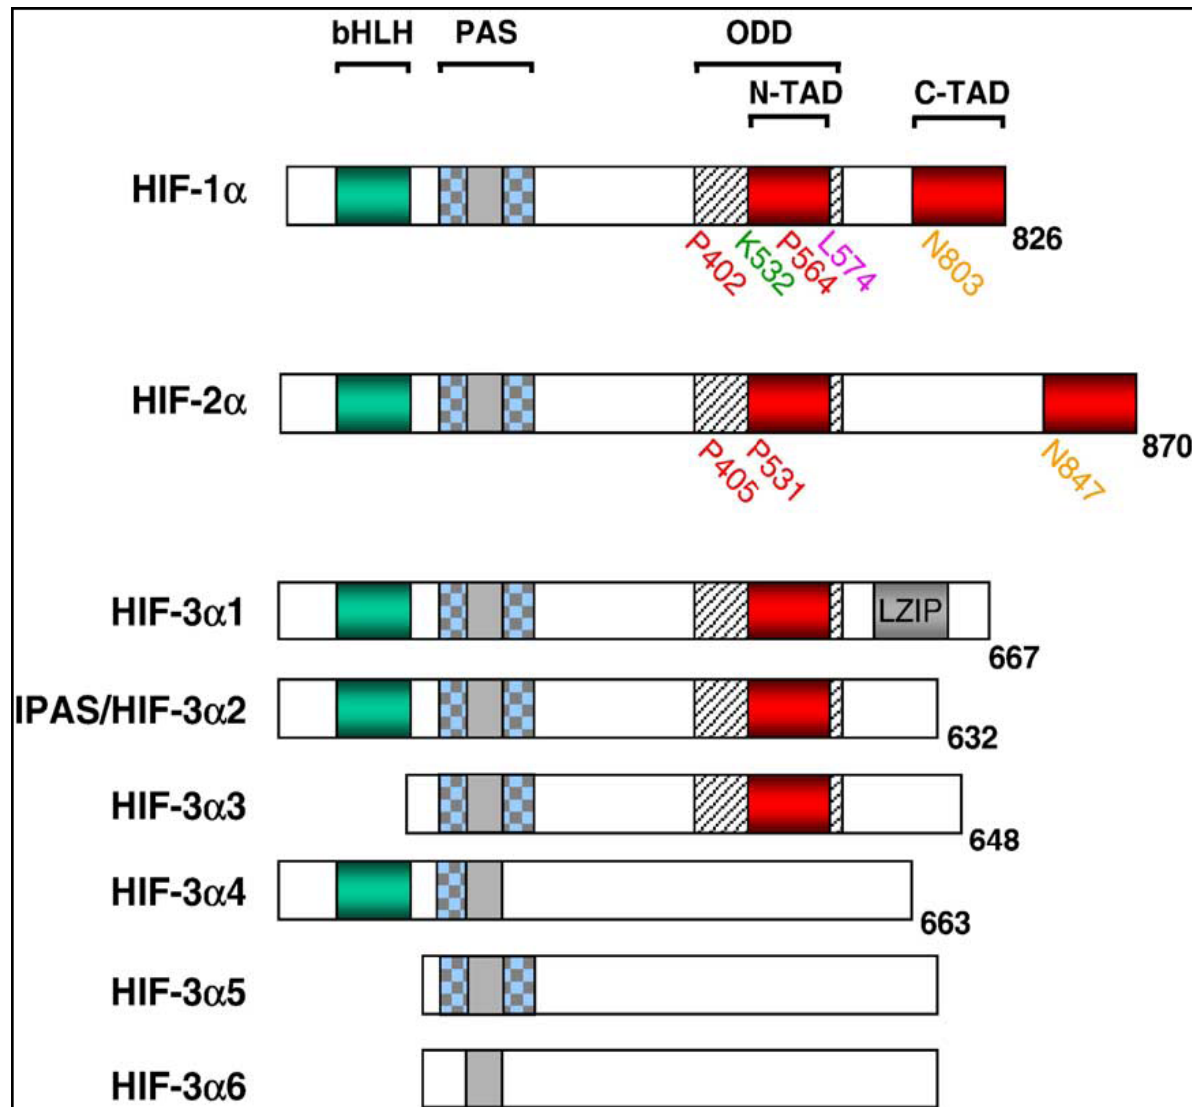 bHLH PAS ODD
N-TAD C-TAD
HIF-1α
826
P402 K532 P564 L574 N803
HIF-2α
870
P405 P531 N847
HIF-3α1
LZIP
667
IPAS/HIF-3α2
632
HIF-3α3
648
HIF-3α4
663
HIF-3α5
HIF-3α6